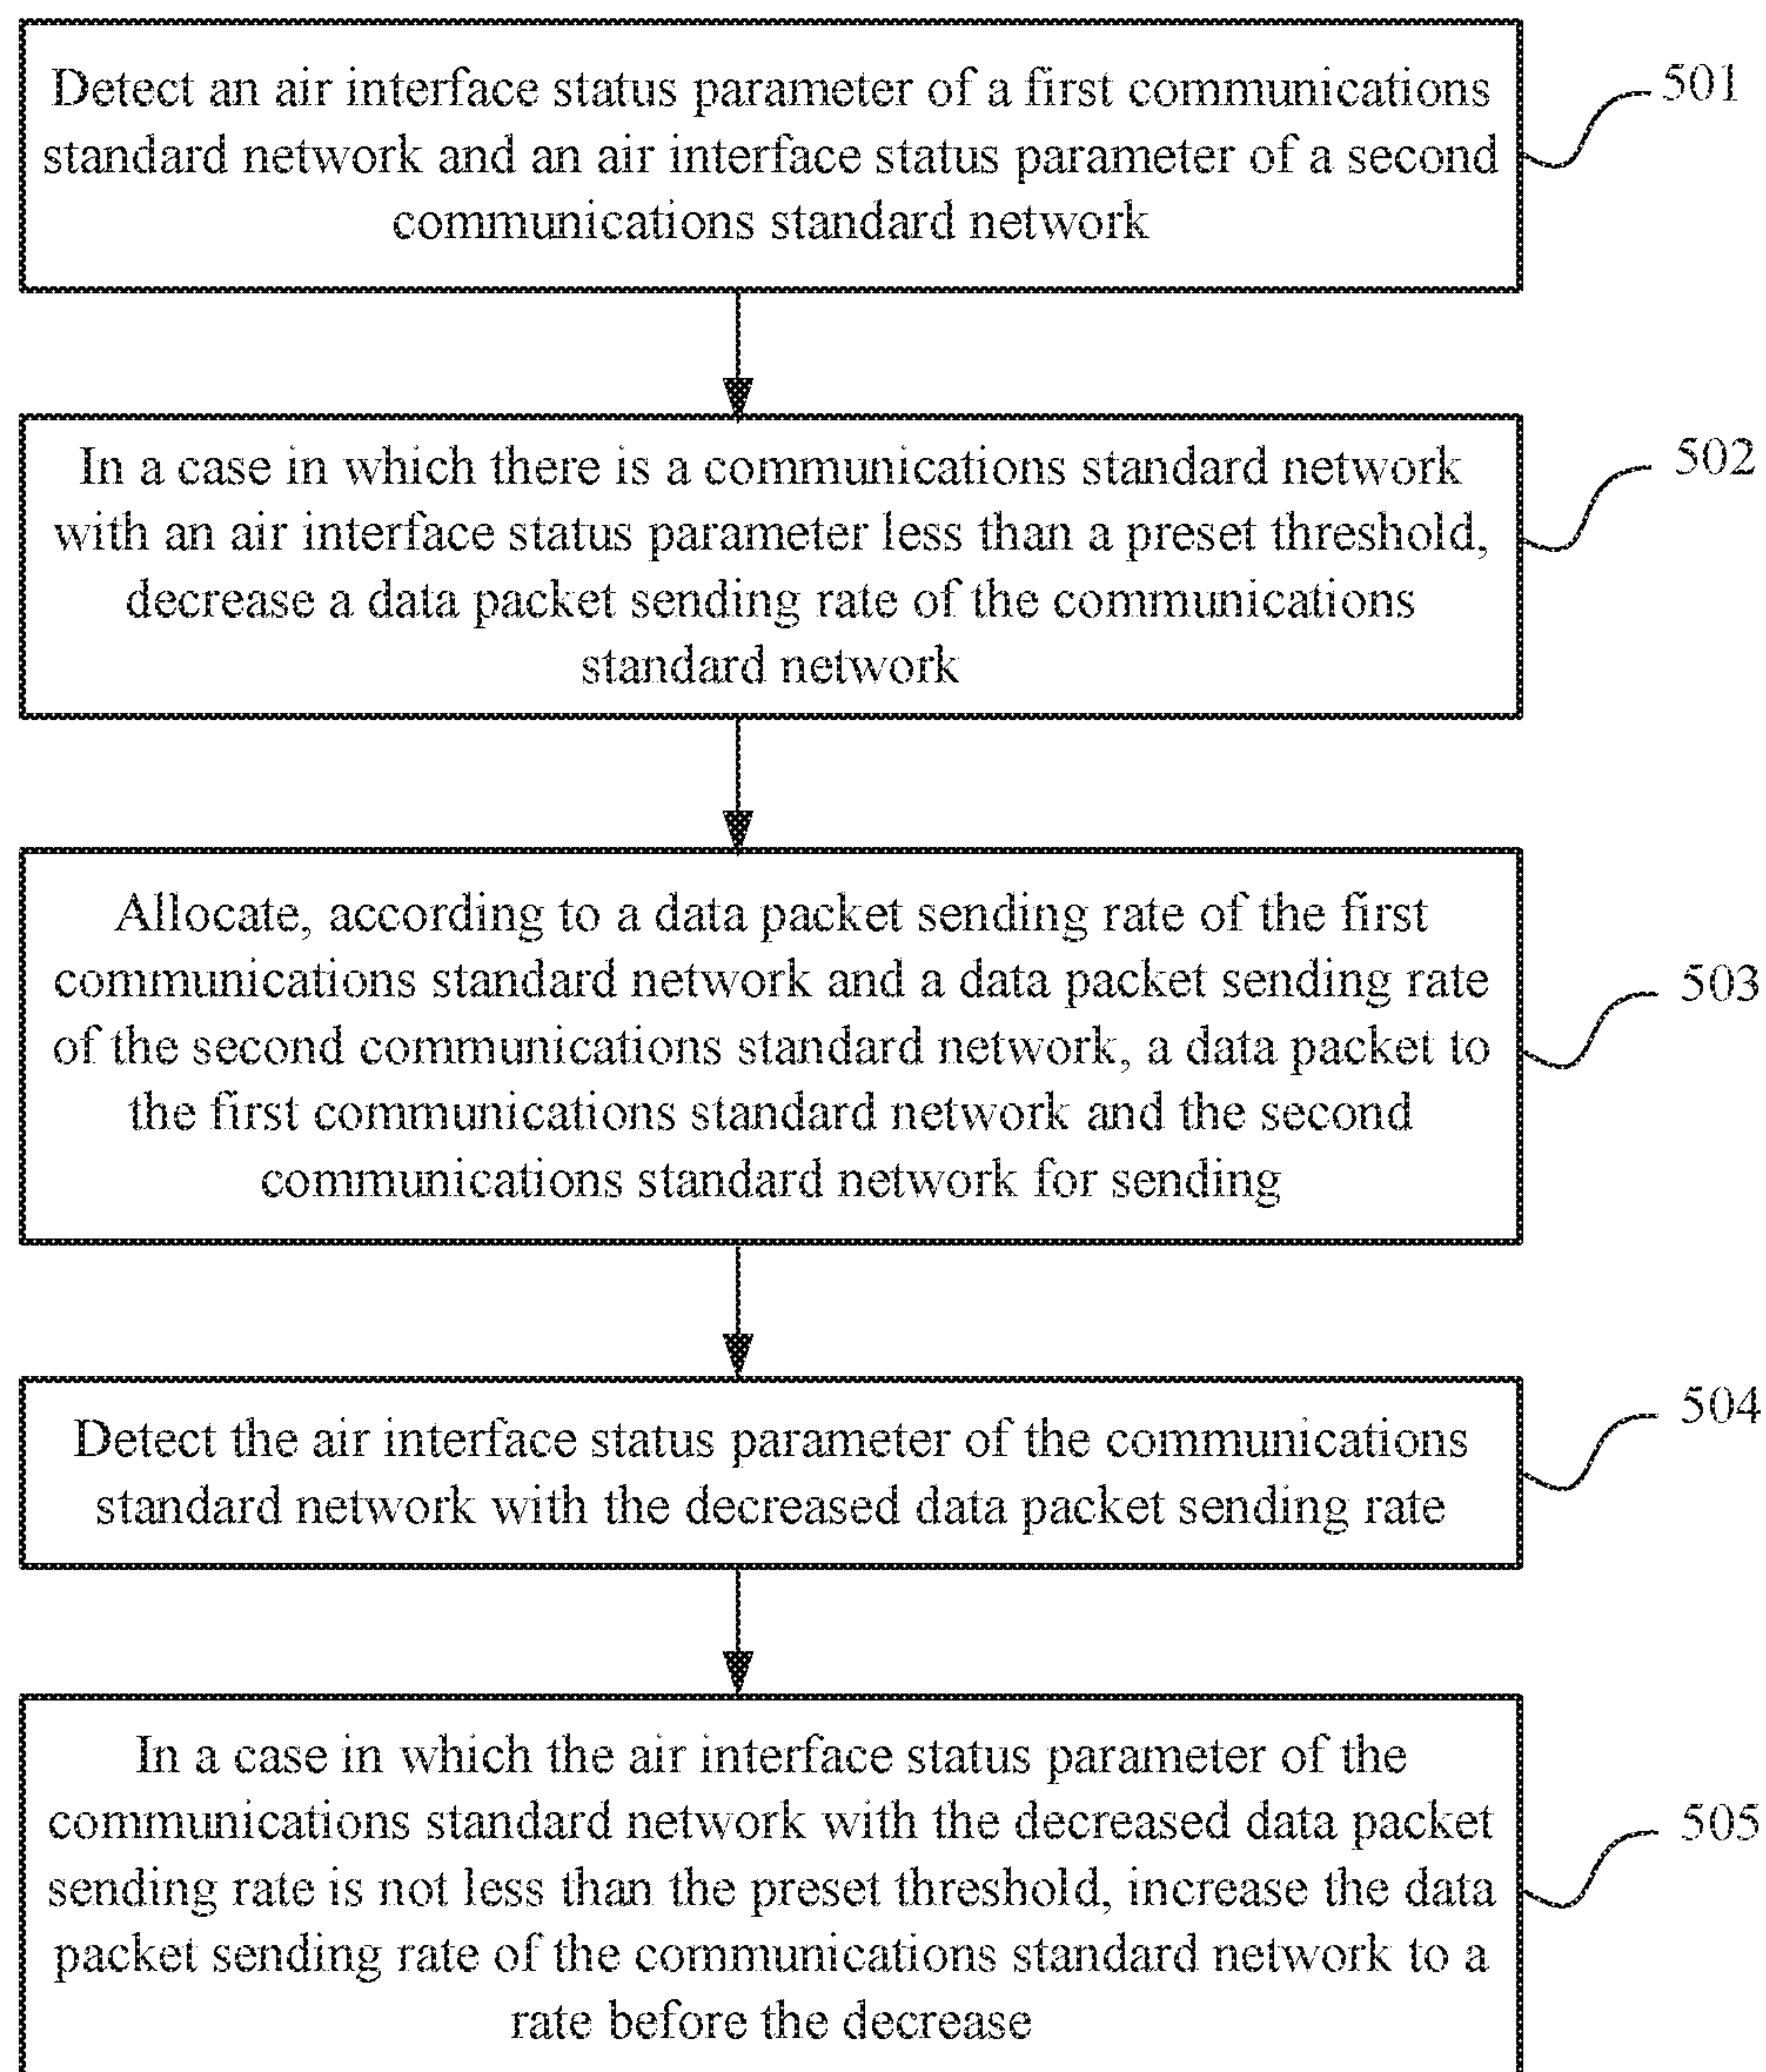 Detect an air interface status parameter of a first communications
standard network and an air interface status parameter of a second
communications standard network
501
In a case in which there is a communications standard network
with an air interface status parameter less than a preset threshold,
decrease a data packet sending rate of the communications
standard network
502
Allocate, according to a data packet sending rate of the first
communications standard network and a data packet sending rate
of the second communications standard network, a data packet to
the first communications standard network and the second
communications standard network for sending
503
Detect the air interface status parameter of the communications
standard network with the decreased data packet sending rate
504
In a case in which the air interface status parameter of the
communications standard network with the decreased data packet
sending rate is not less than the preset threshold, increase the data
packet sending rate of the communications standard network to a
rate before the decrease
505